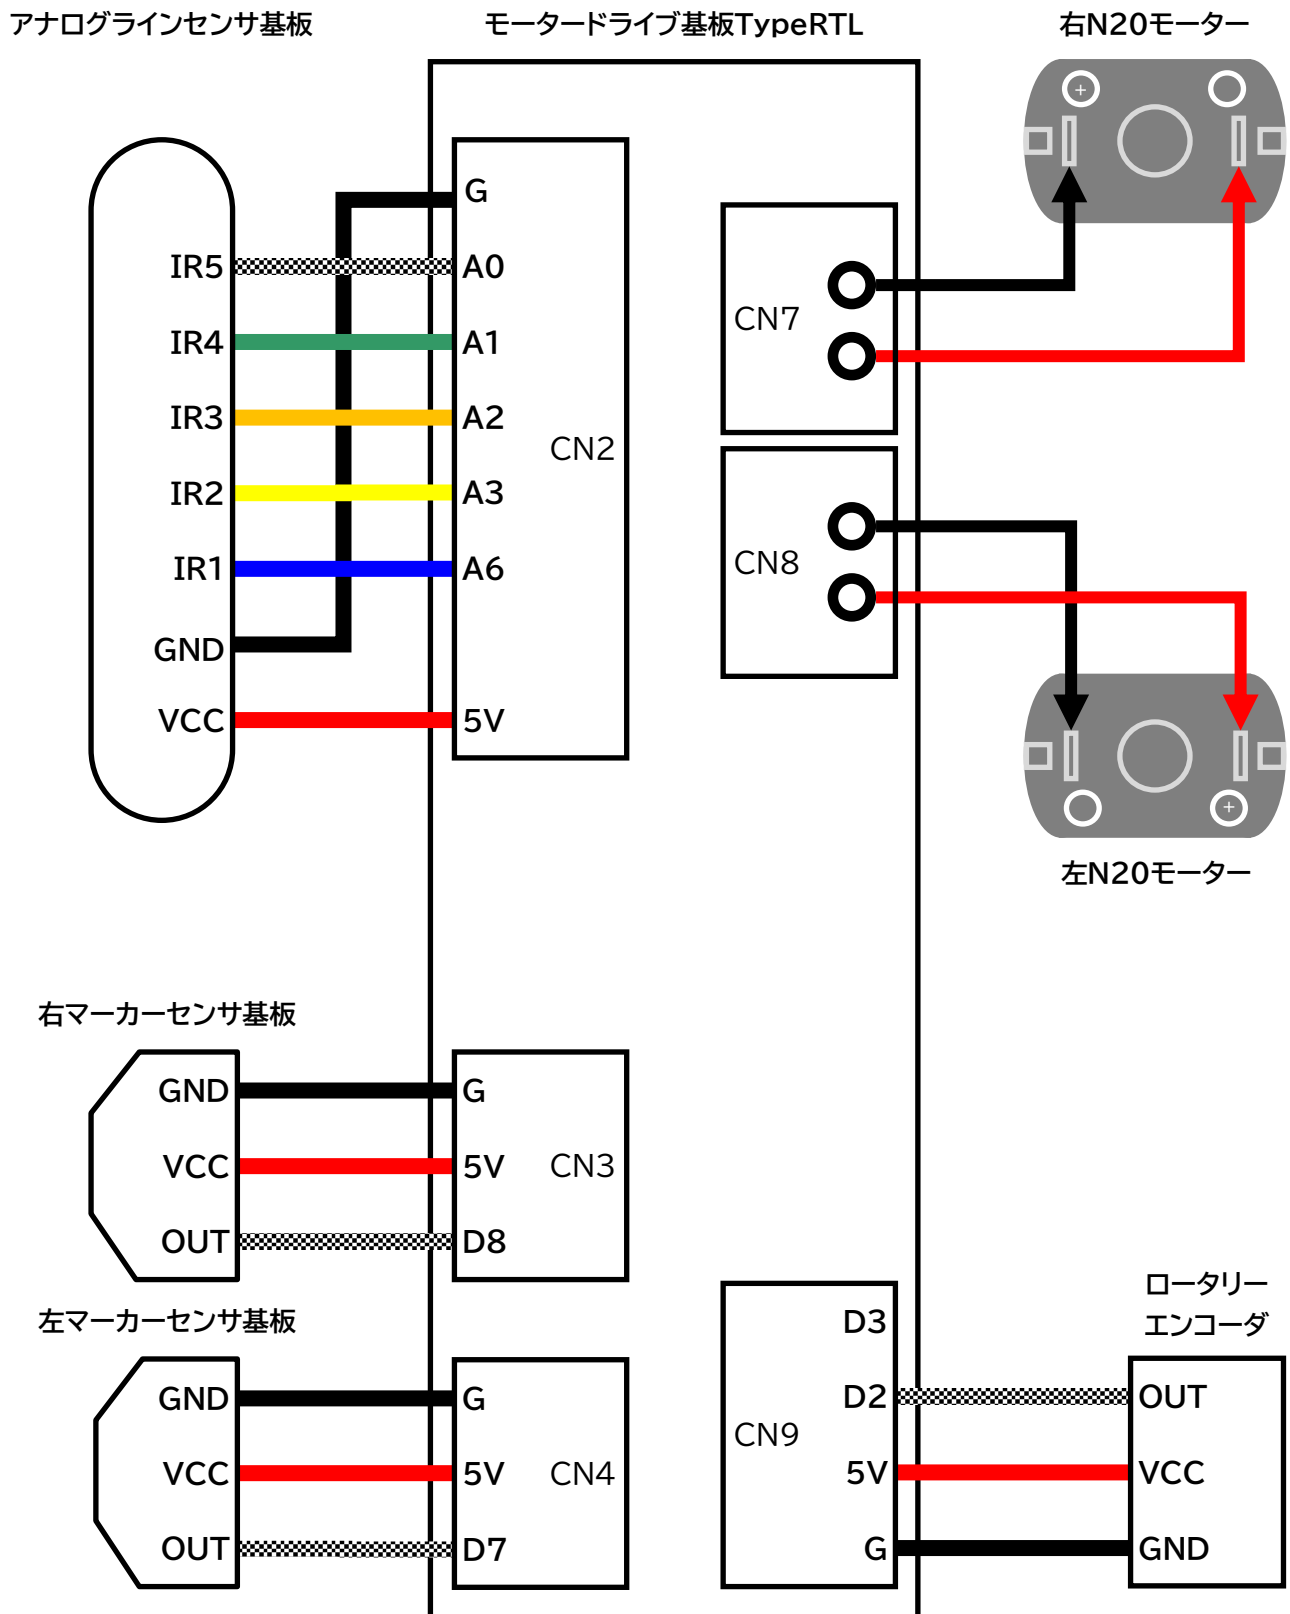 アナログラインセンサ基板
モータードライブ基板TypeRTL
右N20モーター
+
G
IR5
A0
IR4
A1
IR3
A2
IR2
A3
IR1
A6
GND
VCC
5V
CN2
CN7
CN8
+
左N20モーター
右マーカーセンサ基板
GND
G
VCC
5V
CN3
OUT
D8
左マーカーセンサ基板
GND
G
VCC
5V
CN4
OUT
D7
ロータリー
エンコーダ
D3
D2
OUT
CN9
5V
VCC
G
GND